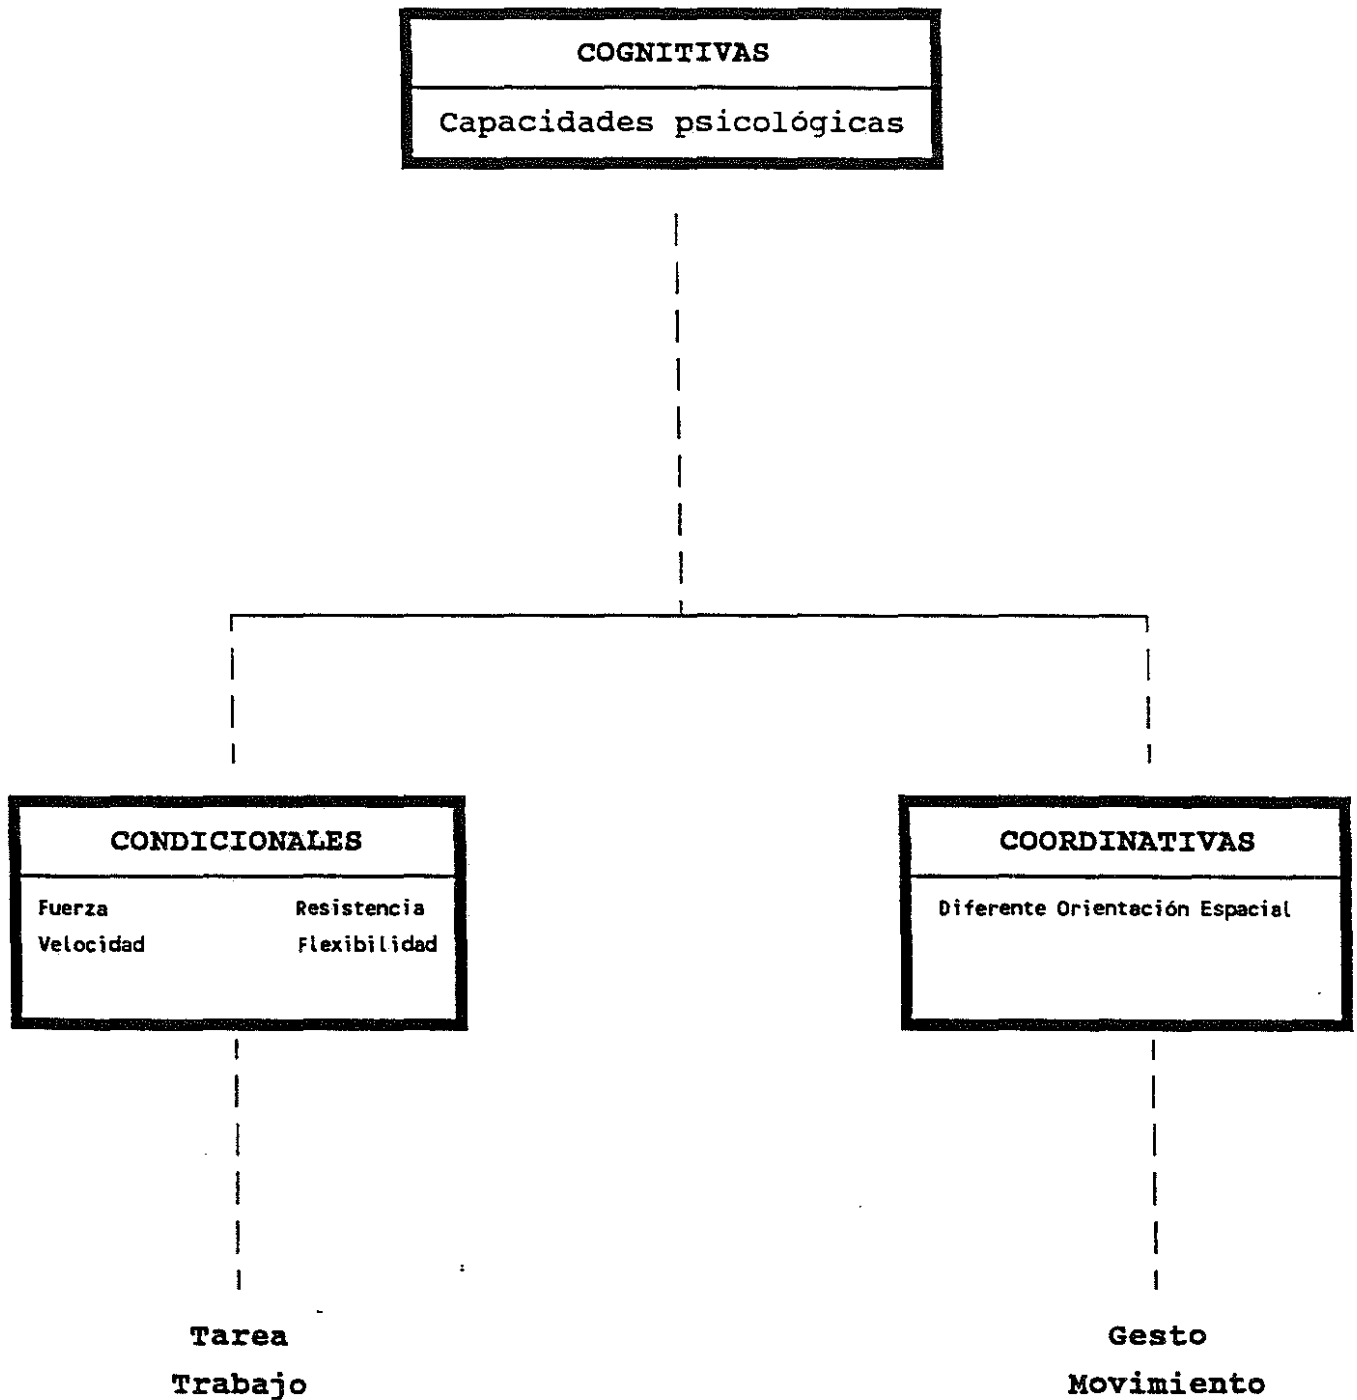 COGNITIVAS
Capacidades psicológicas
CONDICIONALES
Fuerza Resistencia
Velocidad Flexibilidad
COORDINATIVAS
Diferente Orientación Espacial
Tarea
Trabajo
Gesto
Movimiento